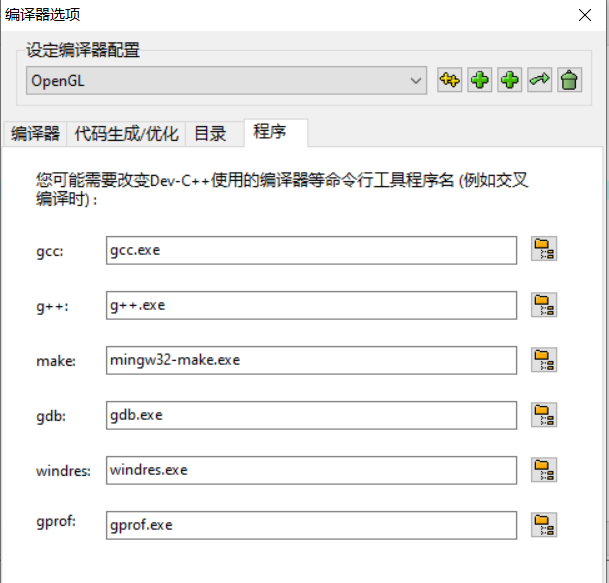 编译器选项
设定编译器配置
OpenGL
编译器 代码生成/优化 目录 程序
您可能需要改变Dev-C++使用的编译器等命令行工具程序名 (例如交叉
编译时) :
gcc: gcc.exe
g++: g++.exe
make: mingw32-make.exe
gdb: gdb.exe
windres: windres.exe
gprof: gprof.exe